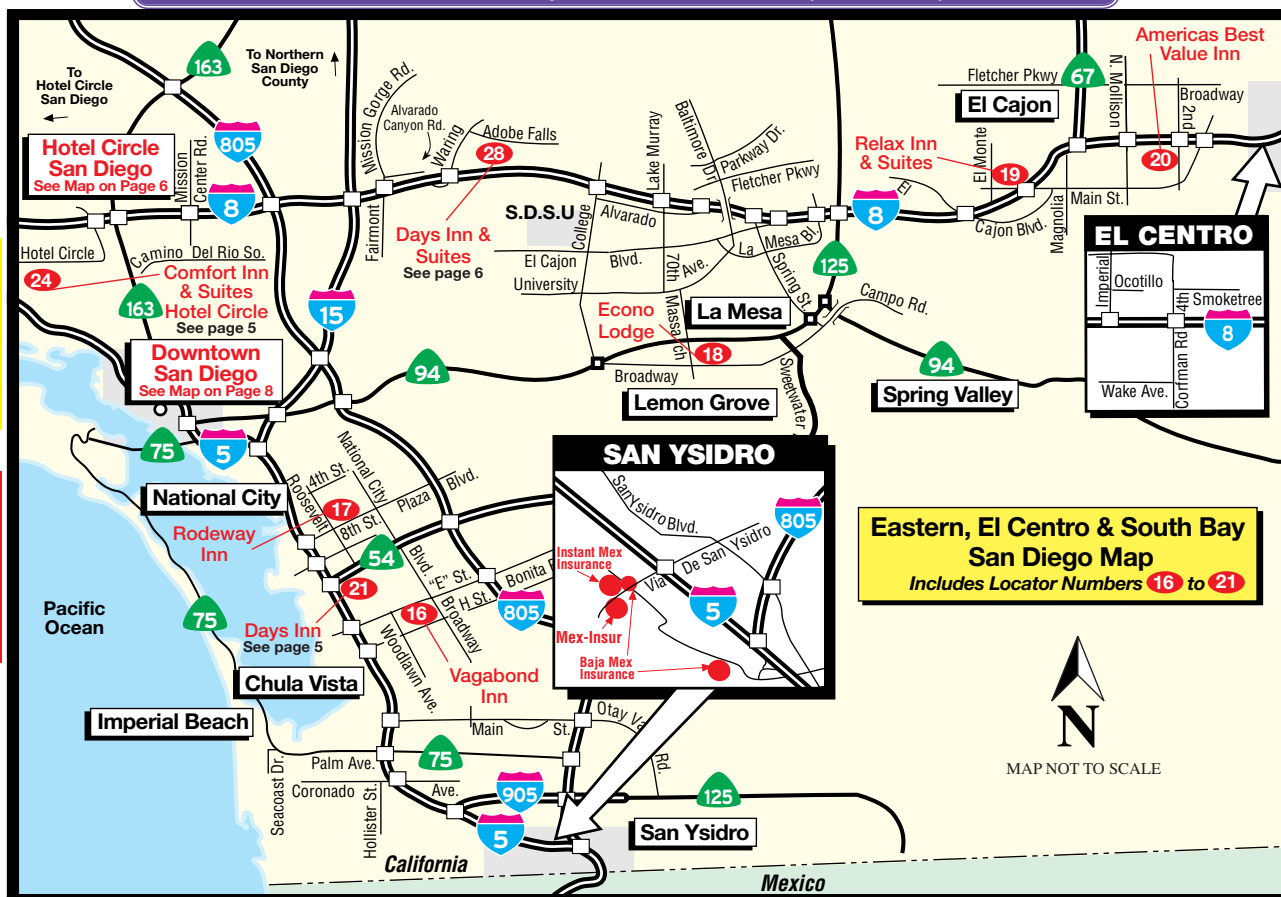 To
Hotel Circle
San Diego
163
To Northern
San Diego
County
Hotel Circle
San Diego
See Map on Page 6
805
Mission
Center Rd.
8
Mission Gorge Rd.
Alvarado
Canyon Rd.
Waring
Adobe Falls
28
Fairmont
Days Inn &
Suites
See page 6
S.D.S.U
College
Alvarado
Lake Murray
Baltimore
Dr.
Parkway Dr.
Fletcher Pkwy
El Cajon
Blvd.
University
Ave.
70th
La
Mesa Bl.
Spring St.
125
8
Relax Inn
& Suites
El Monte
19
El
Cajon Blvd.
Magnolia
Main St.
Fletcher Pkwy
El Cajon
67
N. Mollison
Americas Best
Value Inn
Broadway
2nd
20
EL CENTRO
Imperial
Ocotillo
4th
Smoketree
8
Wake Ave.
Corfman Rd
Hotel Circle
24
Camino
Del Rio So.
Comfort Inn
& Suites
Hotel Circle
See page 5
163
15
Downtown
San Diego
See Map on Page 8
94
Econo
Lodge
18
Massach
La Mesa
Broadway
Lemon Grove
Campo Rd.
Sweetwater
94
Spring Valley
75
5
National City
4th St.
Roosevelt
National City
Blvd.
17
8th St.
Plaza
Blvd.
Rodeway
Inn
54
21
Days Inn
See page 5
"E" St.
H St.
Bonita
Broadway
16
Woodlawn Ave.
Vagabond
Inn
805
Chula Vista
Pacific
Ocean
75
Imperial Beach
SAN YSIDRO
San Ysidro Blvd.
805
Instant Mex
Insurance
Via
De San Ysidro
5
Mex-Insur
Baja Mex
Insurance
Eastern, El Centro & South Bay
San Diego Map
Includes Locator Numbers 16 to 21
N
MAP NOT TO SCALE
Main
St.
Otay Va
Rd.
Seacoast Dr.
Palm Ave.
75
Coronado
Ave.
Hollister St.
905
125
5
San Ysidro
California
Mexico